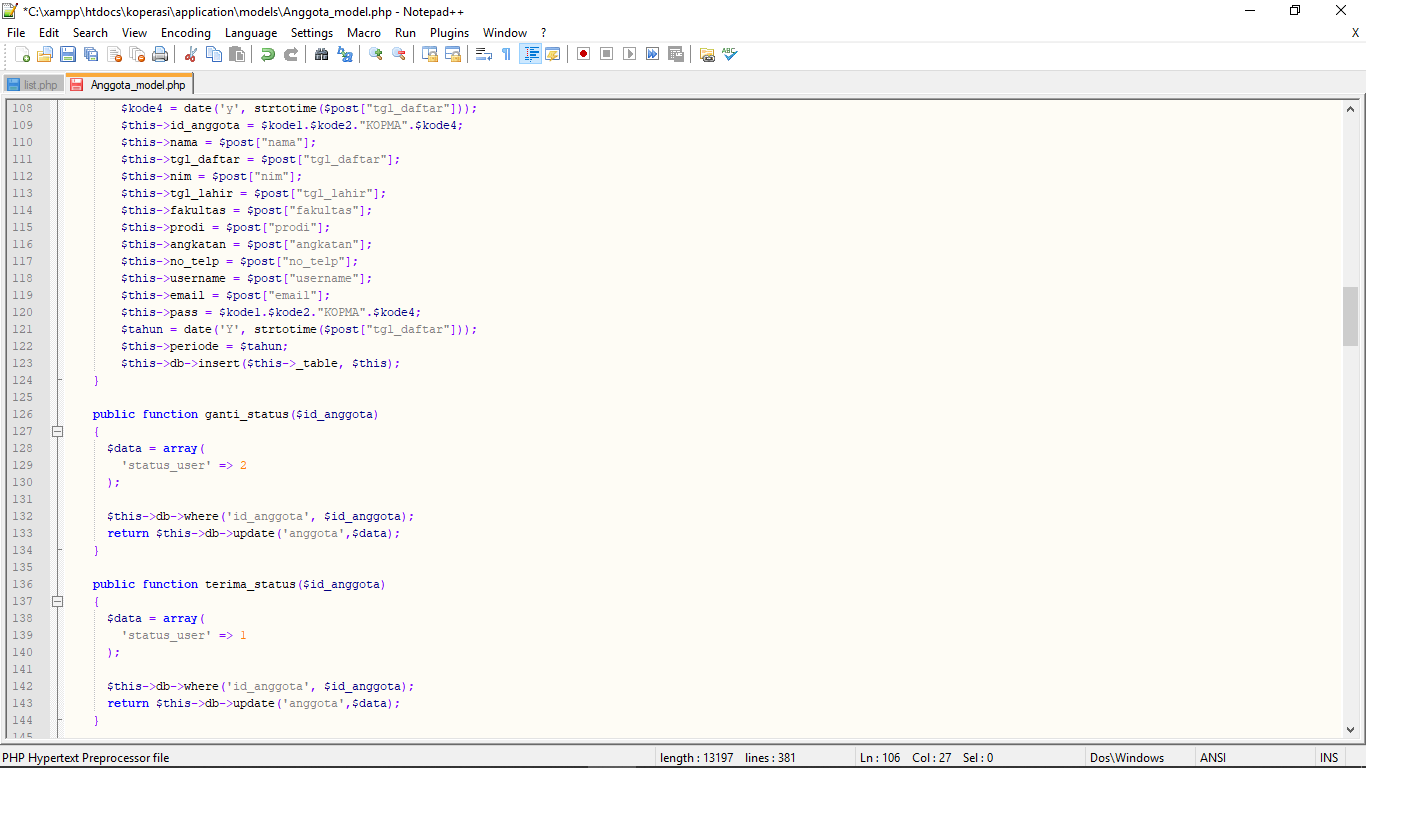 *C:\xampp\htdocs\koperasi\application\models\Anggota_model.php - Notepad++
File Edit Search View Encoding Language Settings Macro Run Plugins Window ? X
list.php Anggota_model.php
108 $kode4 = date('y', strtotime($post["tgl_daftar"]));
109 $this->id_anggota = $kode1.$kode2."KOPMA".$kode4;
110 $this->nama = $post["nama"];
111 $this->tgl_daftar = $post["tgl_daftar"];
112 $this->nim = $post["nim"];
113 $this->tgl_lahir = $post["tgl_lahir"];
114 $this->fakultas = $post["fakultas"];
115 $this->prodi = $post["prodi"];
116 $this->angkatan = $post["angkatan"];
117 $this->no_telp = $post["no_telp"];
118 $this->username = $post["username"];
119 $this->email = $post["email"];
120 $this->pass = $kode1.$kode2."KOPMA".$kode4;
121 $tahun = date('Y', strtotime($post["tgl_daftar"]));
122 $this->periode = $tahun;
123 $this->db->insert($this->_table, $this);
124 }
125
126 public function ganti_status($id_anggota)
127 {
128 $data = array(
129 'status_user' => 2
130 );
131
132 $this->db->where('id_anggota', $id_anggota);
133 return $this->db->update('anggota',$data);
134 }
135
136 public function terima_status($id_anggota)
137 {
138 $data = array(
139 'status_user' => 1
140 );
141
142 $this->db->where('id_anggota', $id_anggota);
143 return $this->db->update('anggota',$data);
144 }
145
PHP Hypertext Preprocessor file length : 13197 lines : 381 Ln : 106 Col : 27 Sel : 0 Dos\Windows ANSI INS